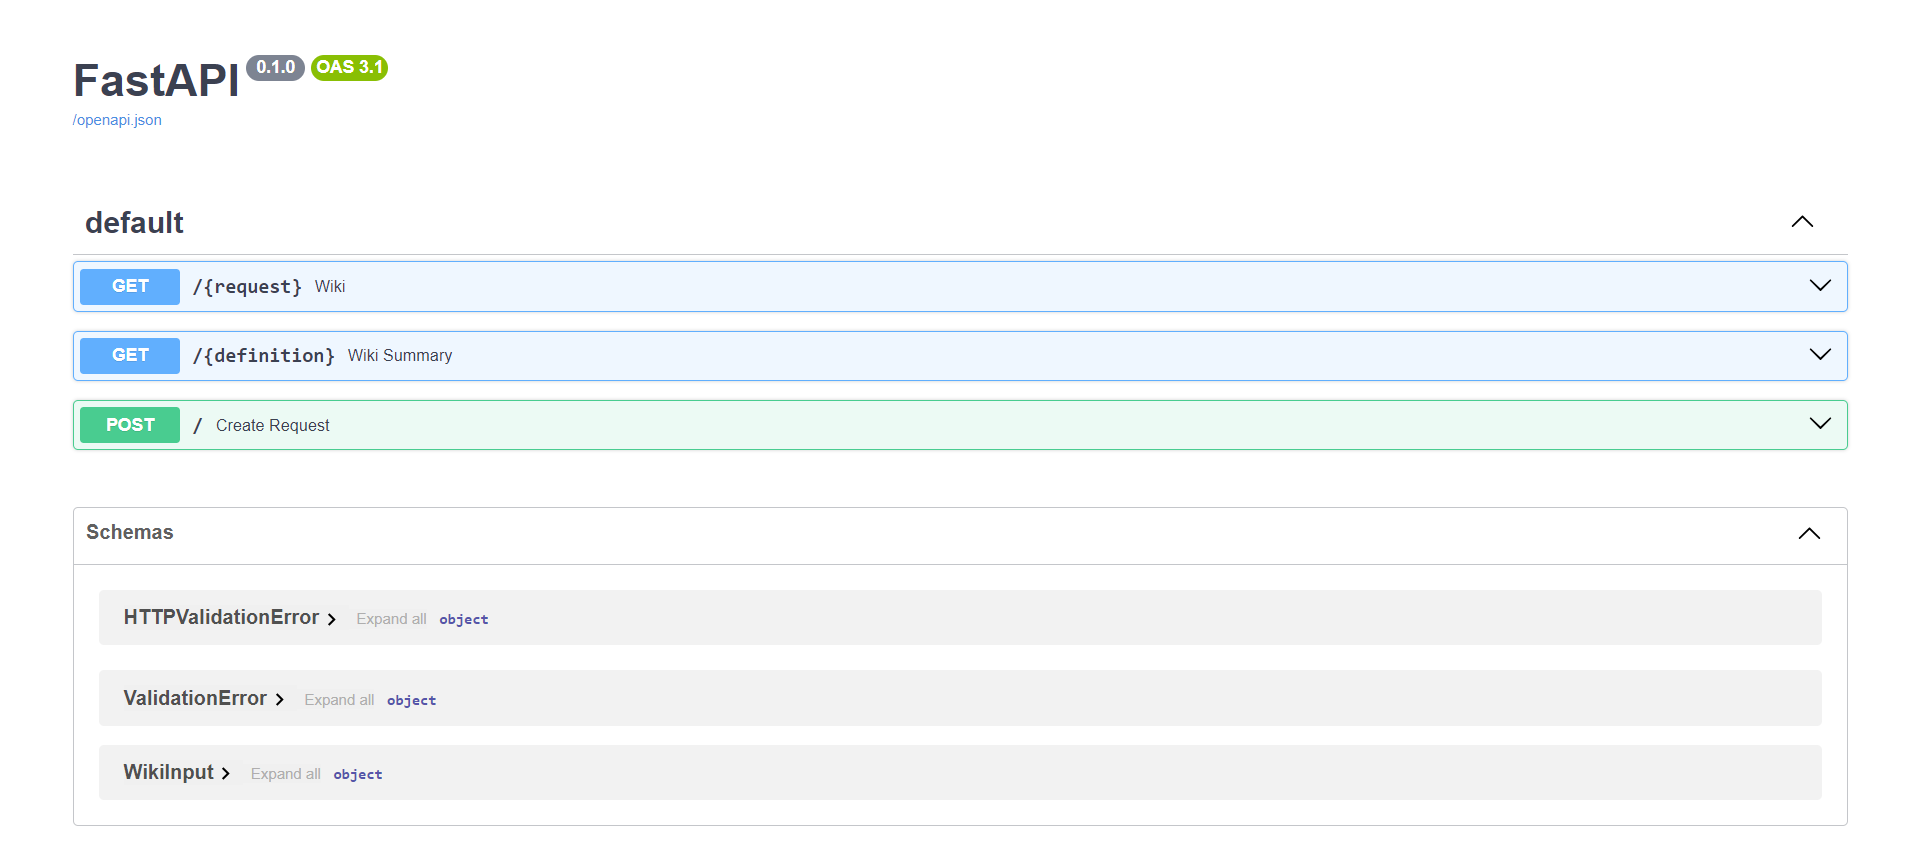 FastAPI 0.1.0 OAS 3.1
/openapi.json
default
GET /{request} Wiki
GET /{definition} Wiki Summary
POST / Create Request
Schemas
HTTPValidationError Expand all object
ValidationError Expand all object
WikiInput Expand all object